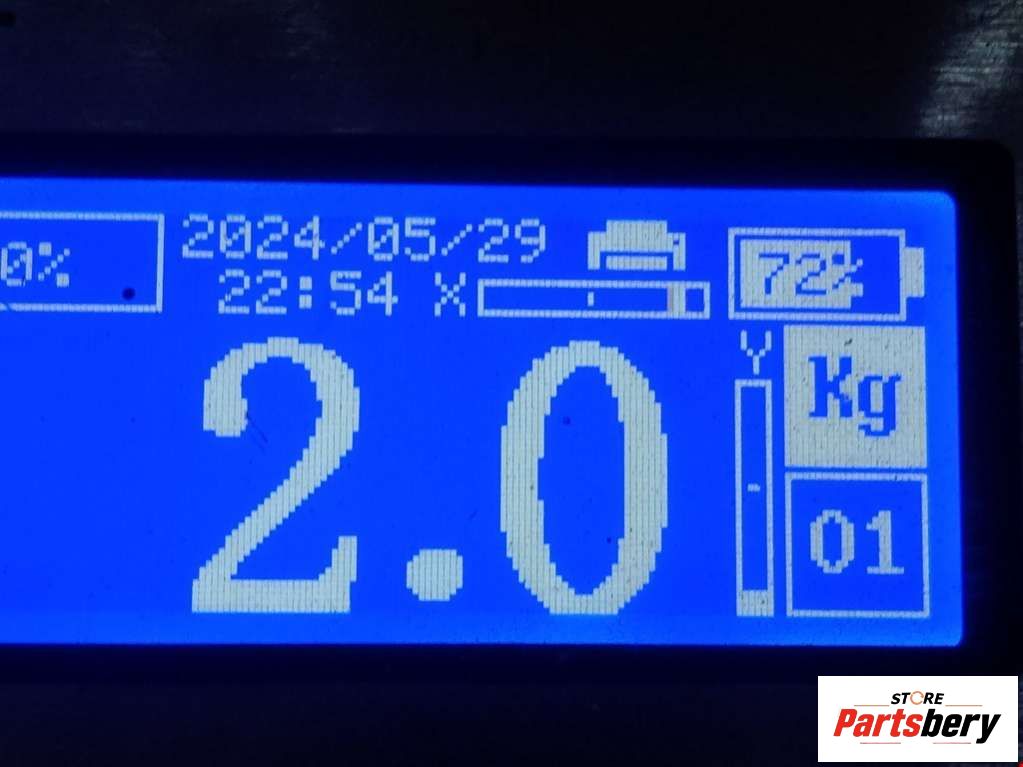 0%
2024/05/29
22:54 X
72%
2.0
Y
Kg
01
STORE
Partsbery